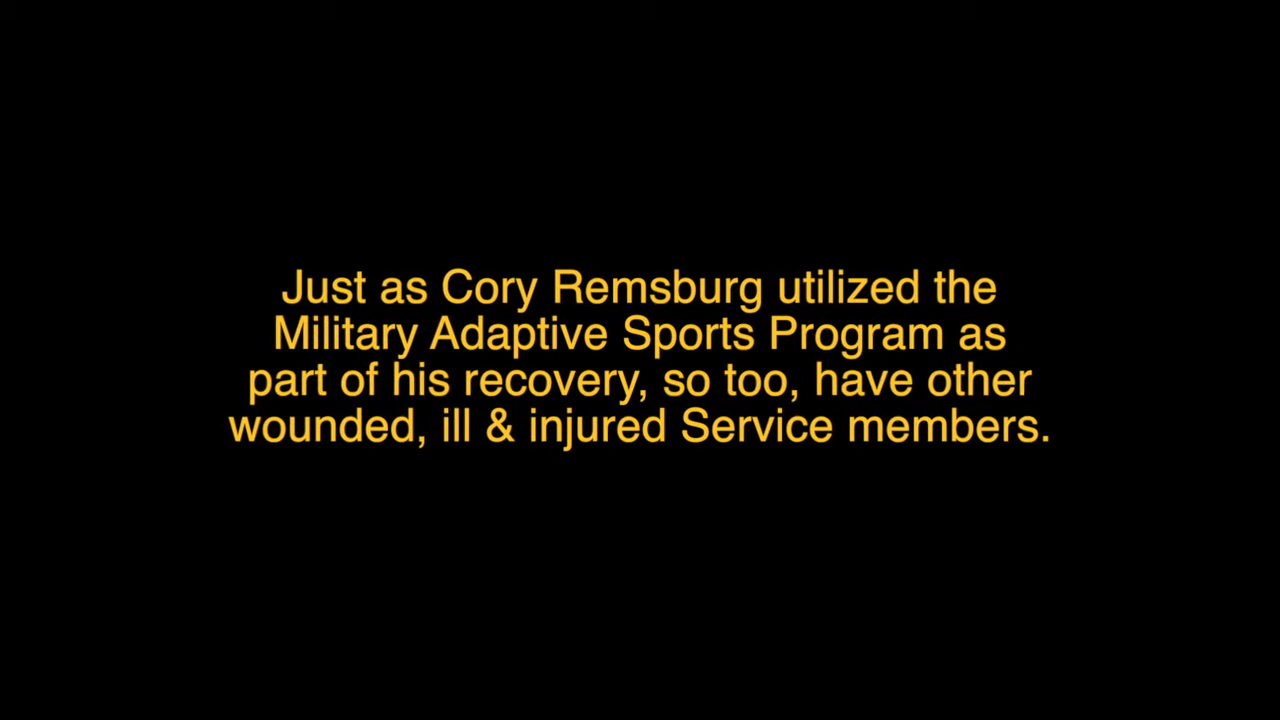 Just as Cory Remsburg utilized the
Military Adaptive Sports Program as
part of his recovery, so too, have other
wounded, ill & injured Service members.